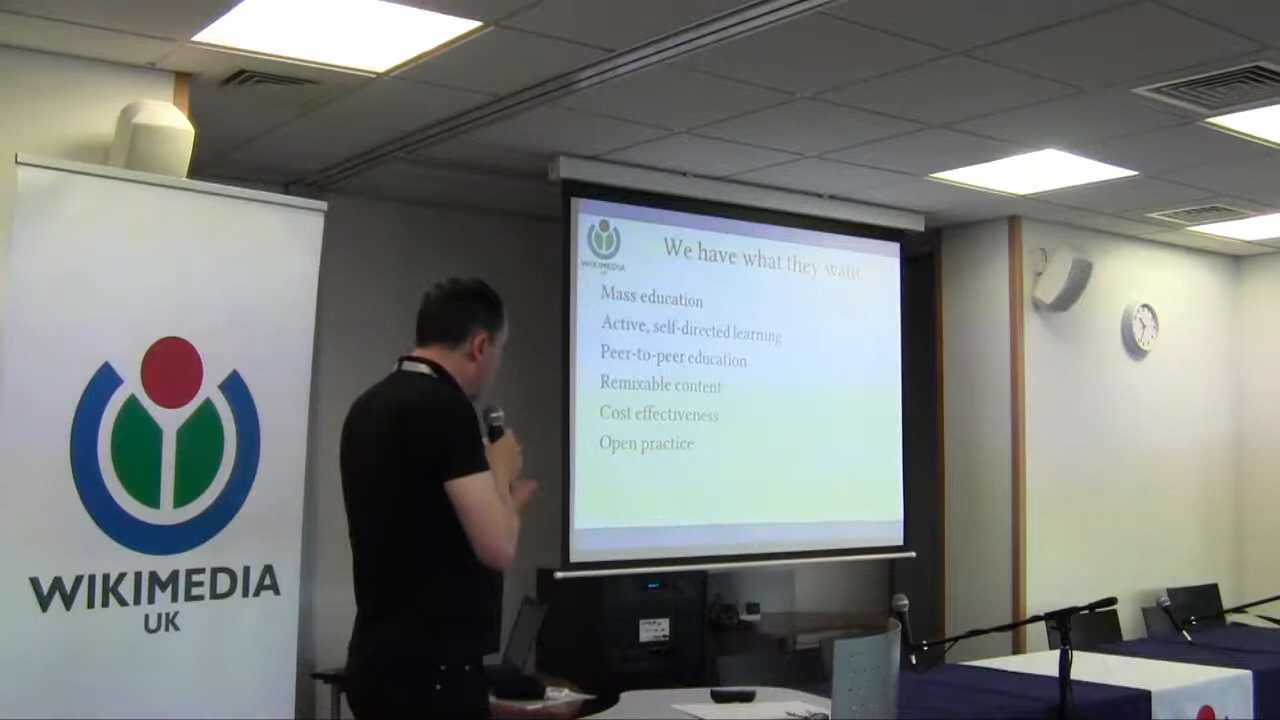 WIKIMEDIA
UK
WIKIMEDIA
UK
We have what they want
Mass education
Active, self-directed learning
Peer-to-peer education
Remixable content
Cost effectiveness
Open practice